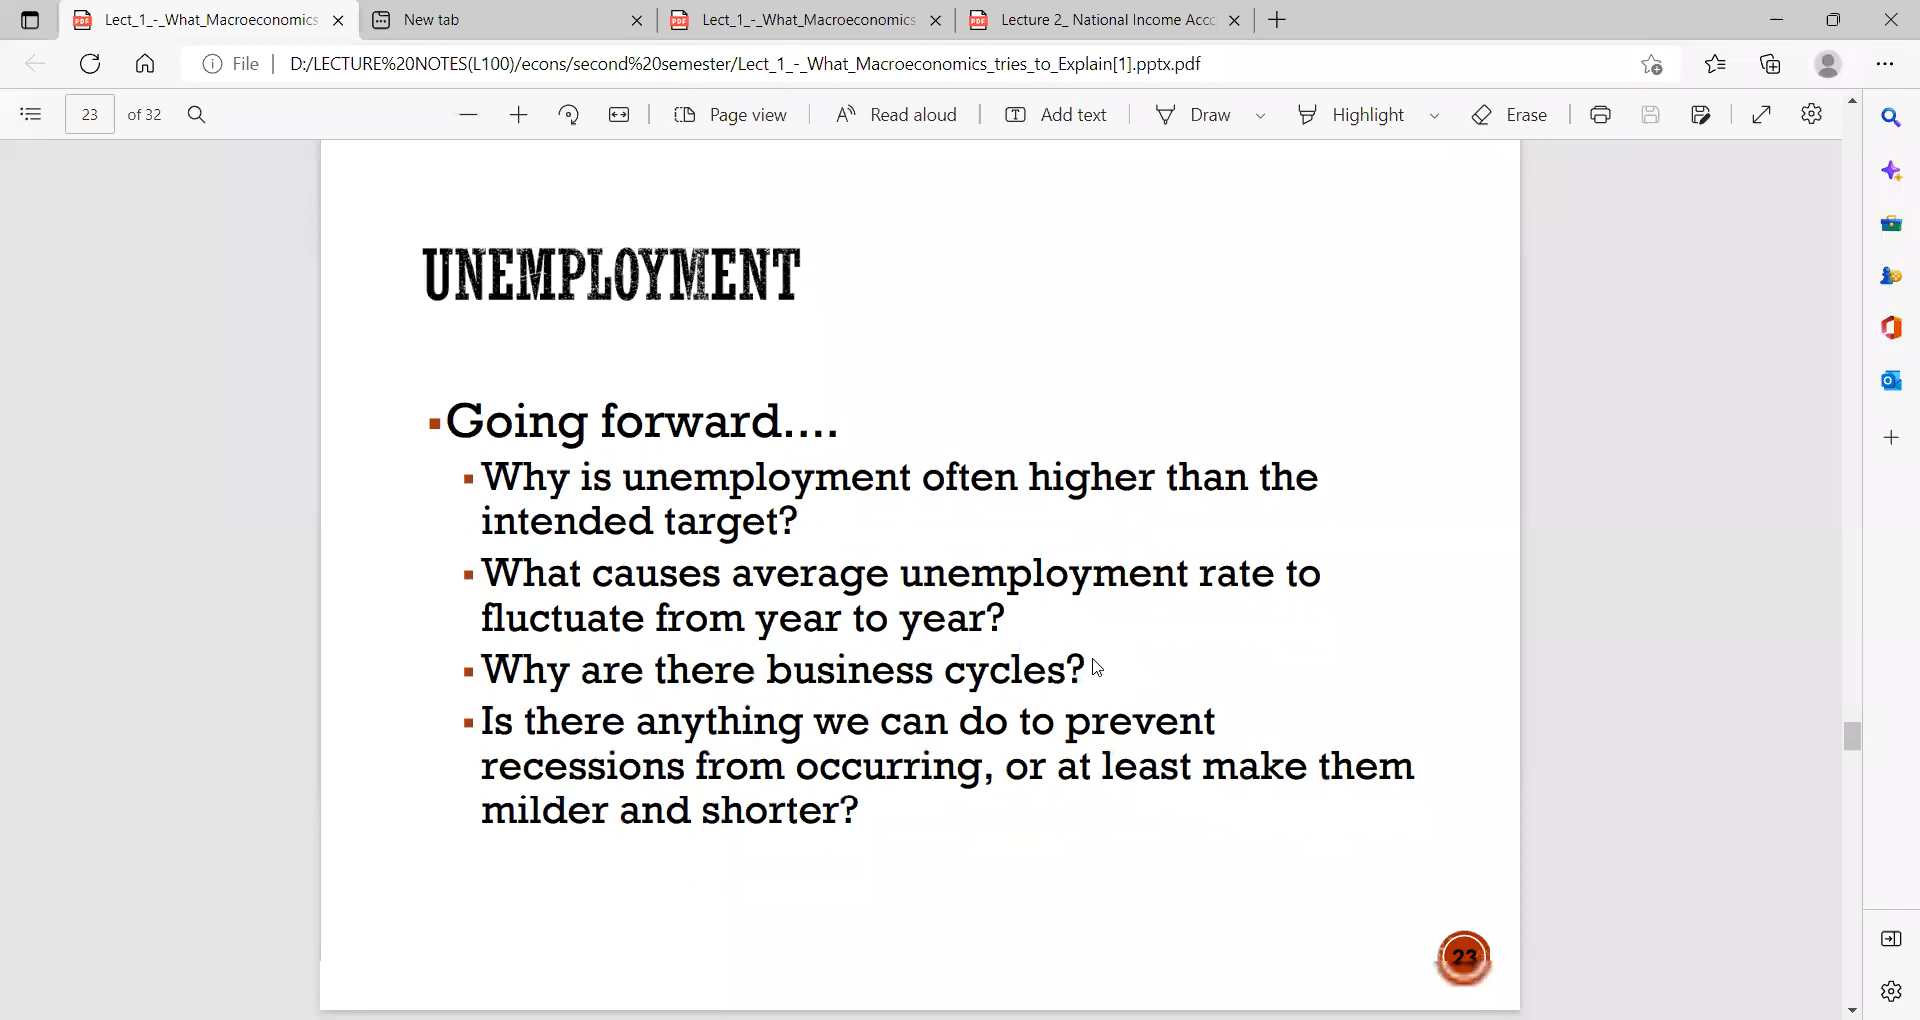 Lect_1_-_What_Macroeconomics
New tab
Lect_1_-_What_Macroeconomics
Lecture 2_ National Income Acco
File
D:/LECTURE%20NOTES(L100)/econs/second%20semester/Lect_1_-_What_Macroeconomics_tries_to_Explain[1].pptx.pdf
23 of 32
Page view
Read aloud
Add text
Draw
Highlight
Erase
UNEMPLOYMENT
Going forward....
Why is unemployment often higher than the
intended target?
What causes average unemployment rate to
fluctuate from year to year?
Why are there business cycles?
Is there anything we can do to prevent
recessions from occurring, or at least make them
milder and shorter?
23